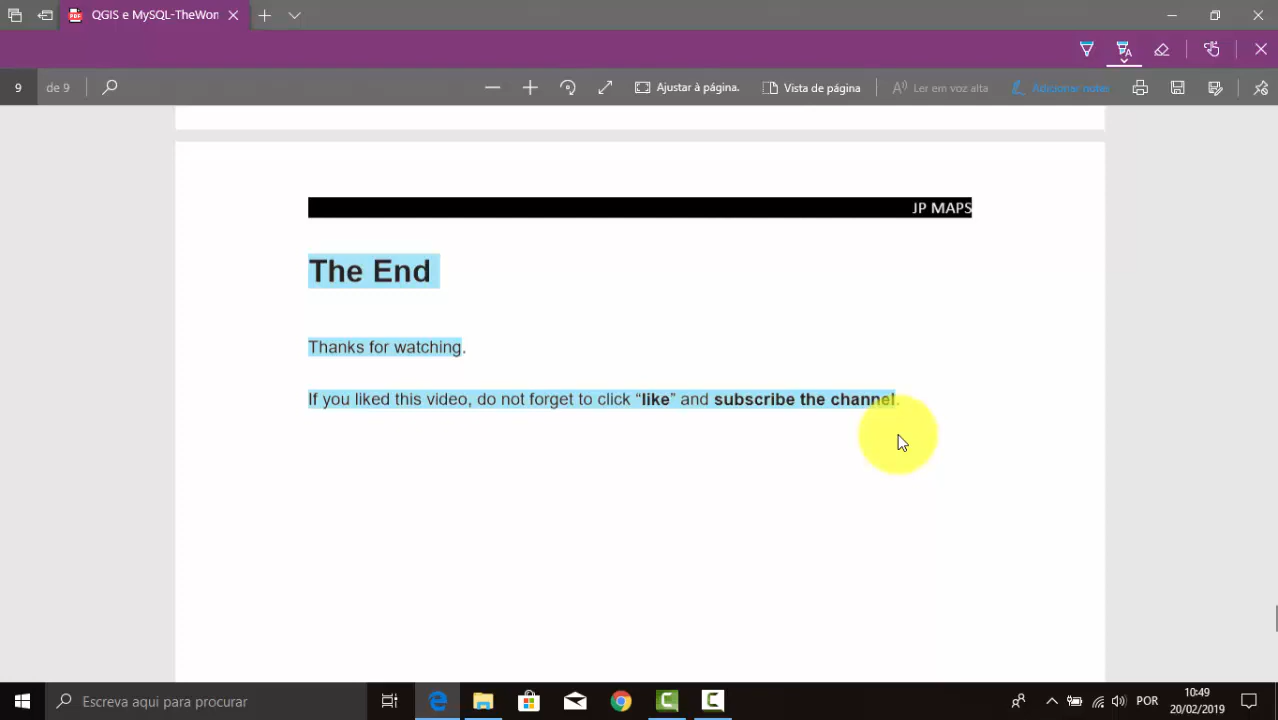 QGIS e MySQL-TheWon
9 de 9
Ajustar à página.
Vista de página
Ler em voz alta
Adicionar notas
JP MAPS
The End
Thanks for watching.
If you liked this video, do not forget to click “like” and subscribe the channel.
Escreva aqui para procurar
POR
10:49
20/02/2019